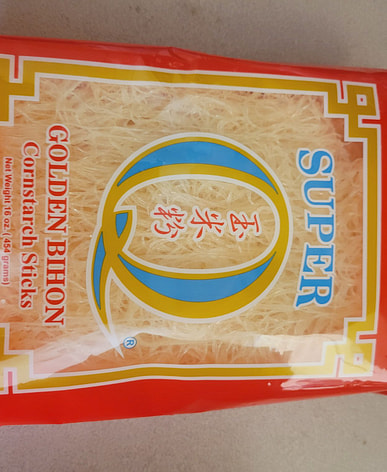 SUPER
Q
玉米粉
®
GOLDEN BIHON
Cornstarch Sticks
Net Weight 16 oz / (454 grams)